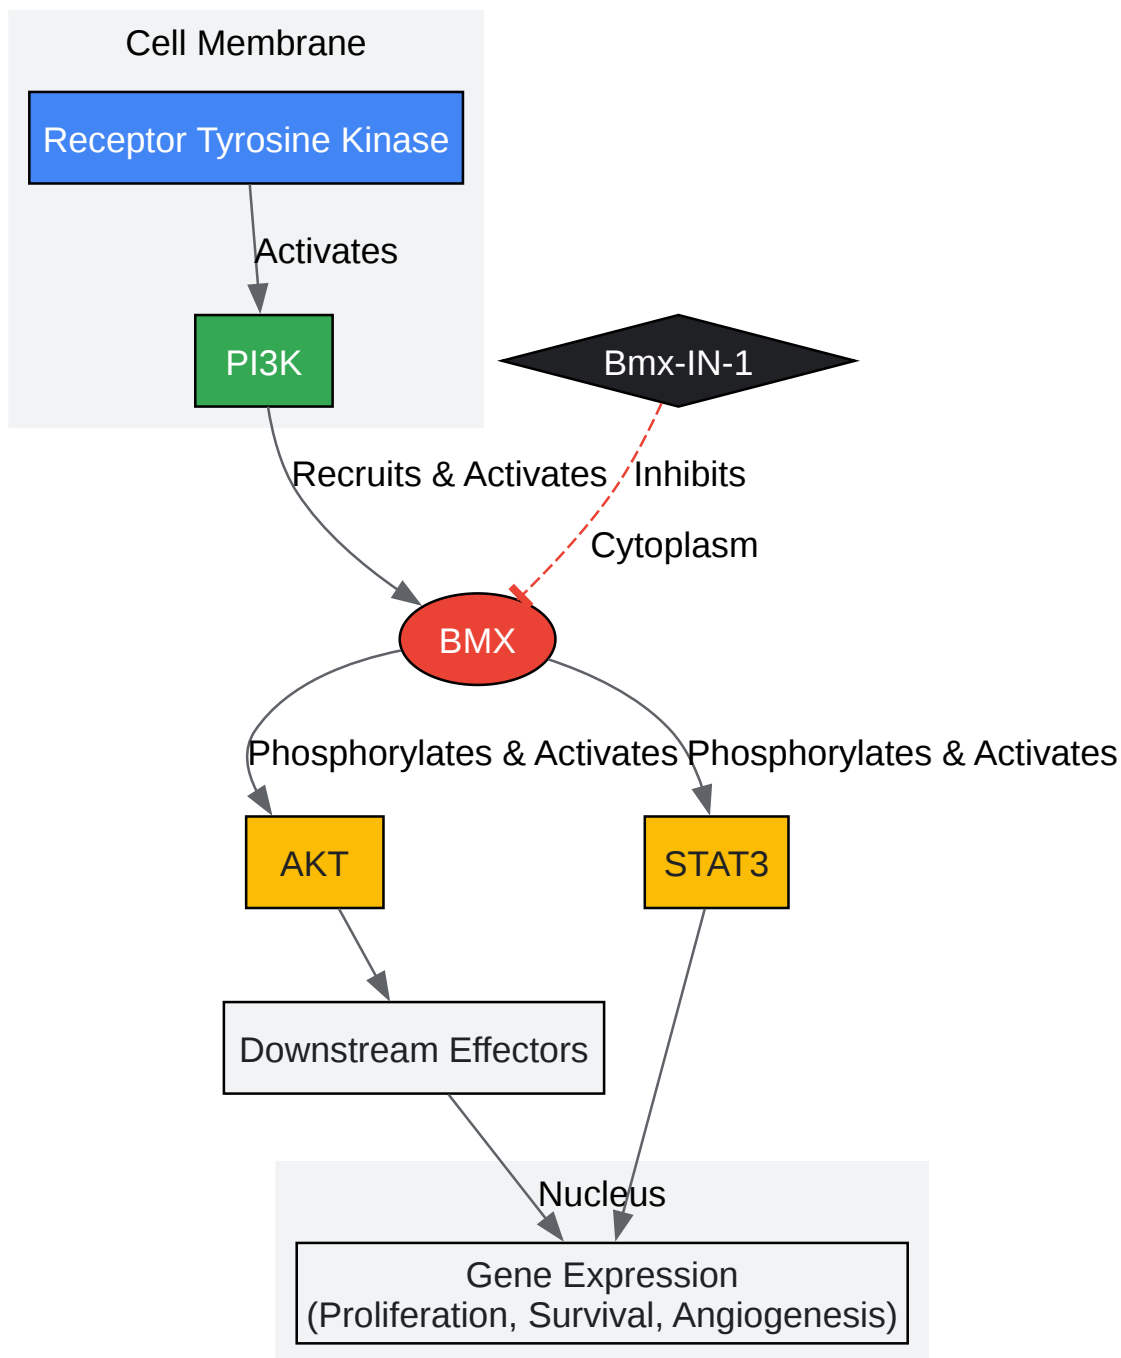 Cell Membrane
Receptor Tyrosine Kinase
Activates
PI3K
Bmx-IN-1
Recruits & Activates
Inhibits
Cytoplasm
BMX
Phosphorylates & Activates
Phosphorylates & Activates
AKT
STAT3
Downstream Effectors
Nucleus
Gene Expression
(Proliferation, Survival, Angiogenesis)